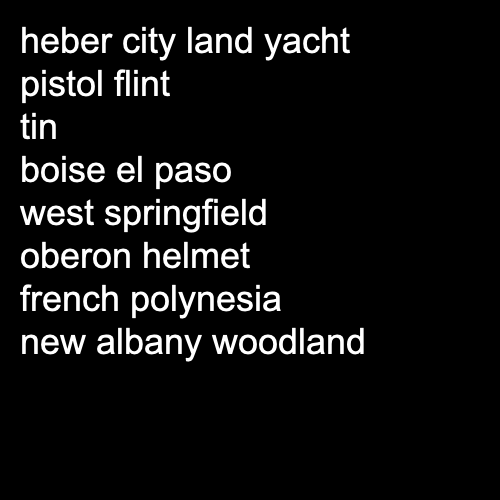 heber city land yacht
pistol flint
tin
boise el paso
west springfield
oberon helmet
french polynesia
new albany woodland